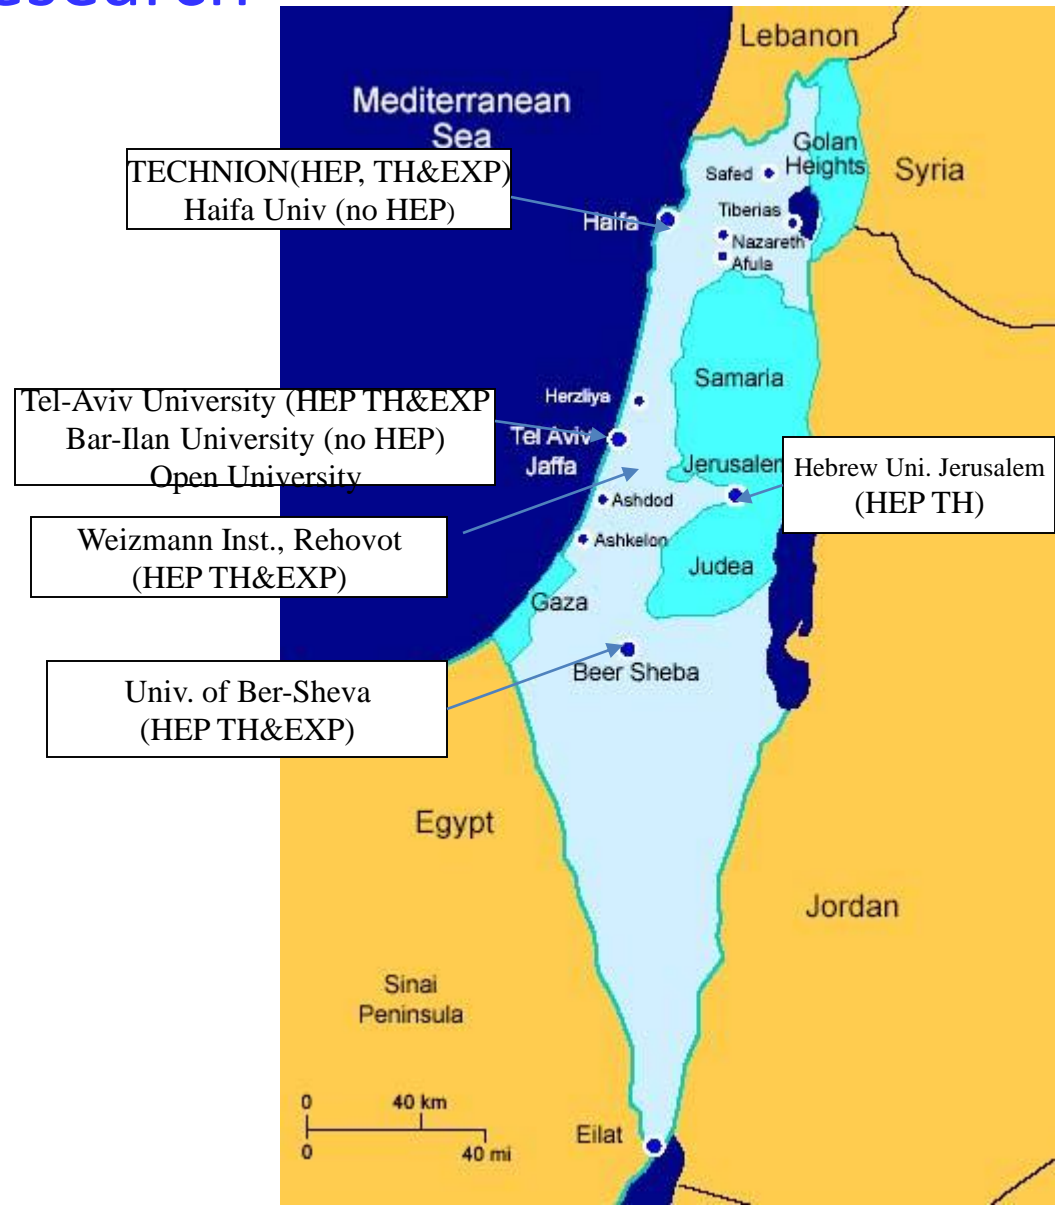 Lebanon
Mediterranean
Sea
Golan
Heights
Syria
TECHNION(HEP, TH&EXP)
Haifa Univ (no HEP)
Safed
Haifa
Tiberias
Nazareth
Afula
Samaria
Herzliya
Tel-Aviv University (HEP TH&EXP
Bar-Ilan University (no HEP)
Open University
Tel Aviv
Jaffa
Jerusalem
Hebrew Uni. Jerusalem
(HEP TH)
Ashdod
Weizmann Inst., Rehovot
(HEP TH&EXP)
Ashkelon
Judea
Gaza
Beer Sheba
Univ. of Ber-Sheva
(HEP TH&EXP)
Egypt
Jordan
Sinai
Peninsula
0 40 km
0 40 mi
Eilat